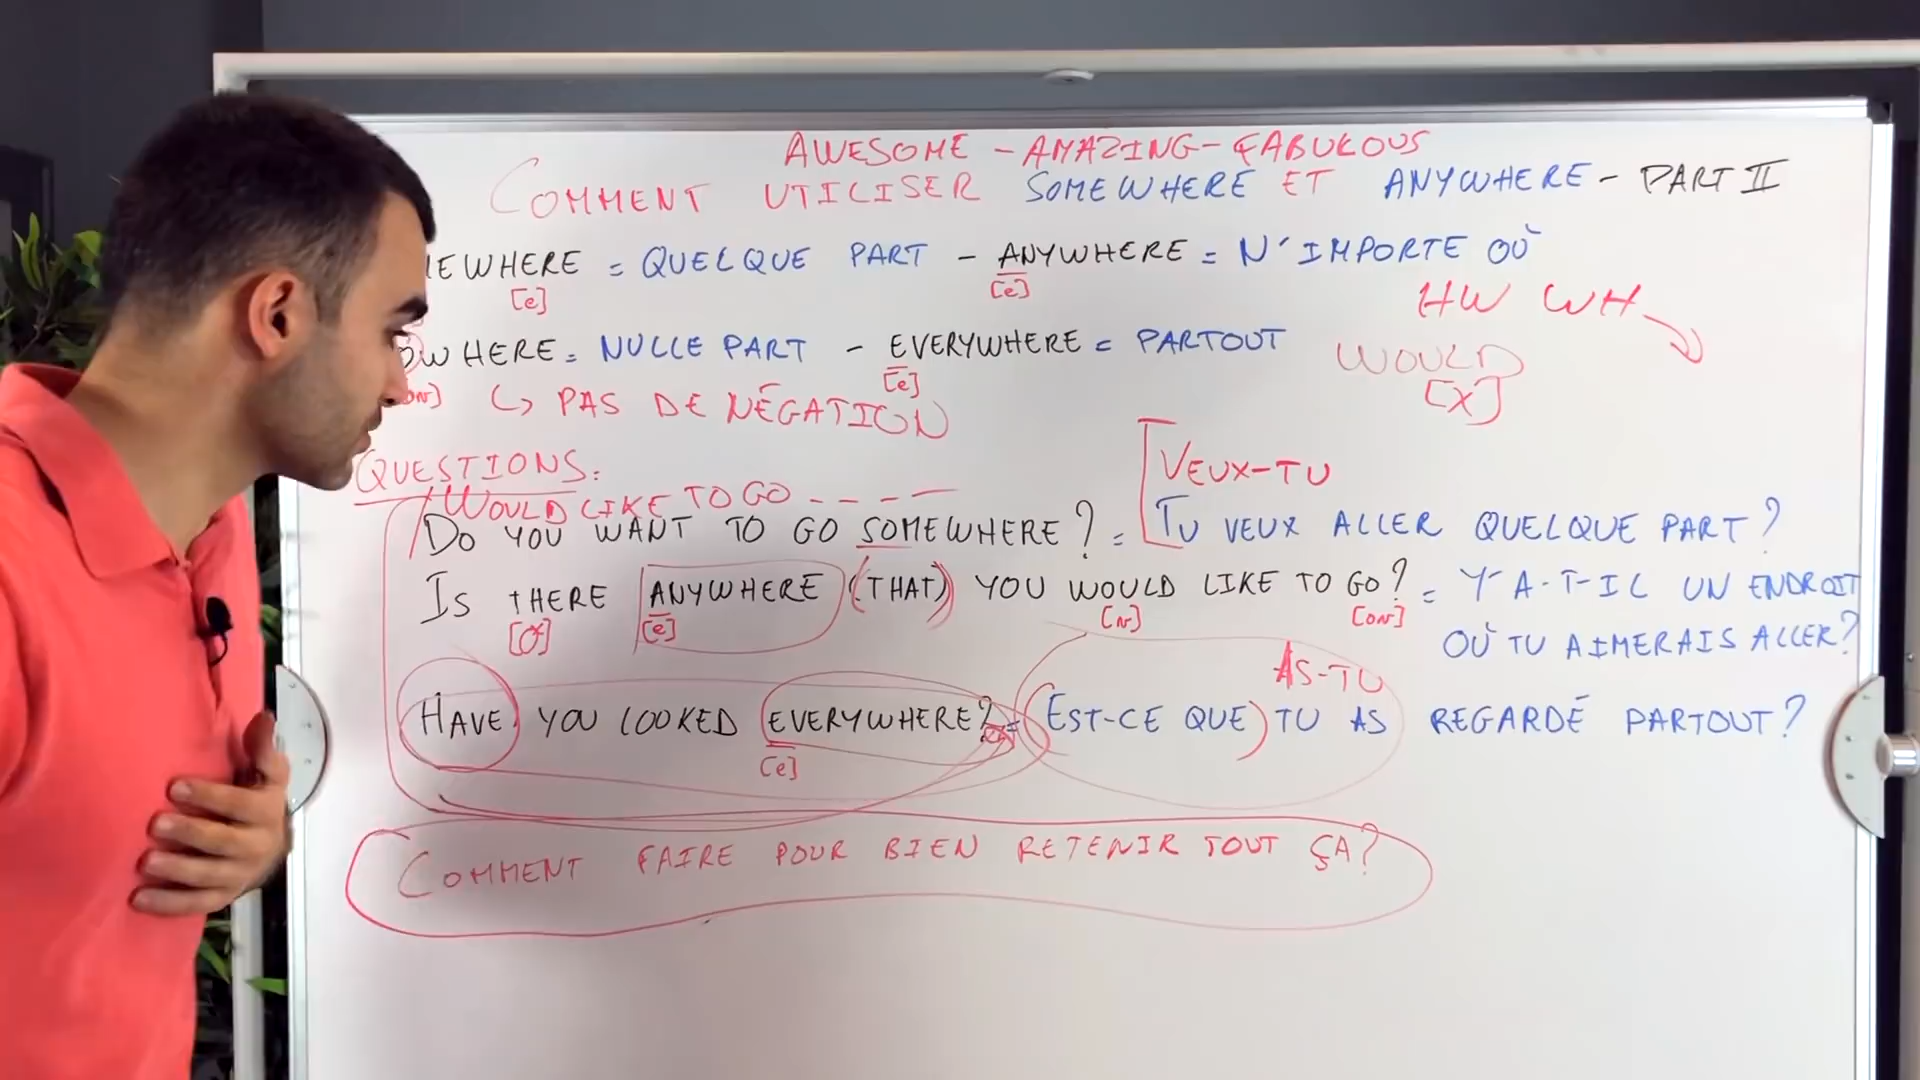 AWESOME - AMAZING - FABULOUS
COMMENT UTILISER SOMEWHERE ET ANYWHERE - PART II
MEWHERE = QUELQUE PART - ANYWHERE = N'IMPORTE OÙ
[e] [e]
HW WH
OWHERE = NULLE PART - EVERYWHERE = PARTOUT
WOULD
[e]
[X]
↳ PAS DE NÉGATION
QUESTIONS:
VEUX-TU
/ WOULD LIKE TO GO - - - -
DO YOU WANT TO GO SOMEWHERE? = TU VEUX ALLER QUELQUE PART?
IS THERE ANYWHERE (THAT) YOU WOULD LIKE TO GO? = Y A-T-IL UN ENDROIT
[e] [N] [ON]
OÙ TU AIMERAIS ALLER?
AS-TU
HAVE YOU LOOKED EVERYWHERE? = (EST-CE QUE) TU AS REGARDÉ PARTOUT?
[e]
COMMENT FAIRE POUR BIEN RETENIR TOUT ÇA?